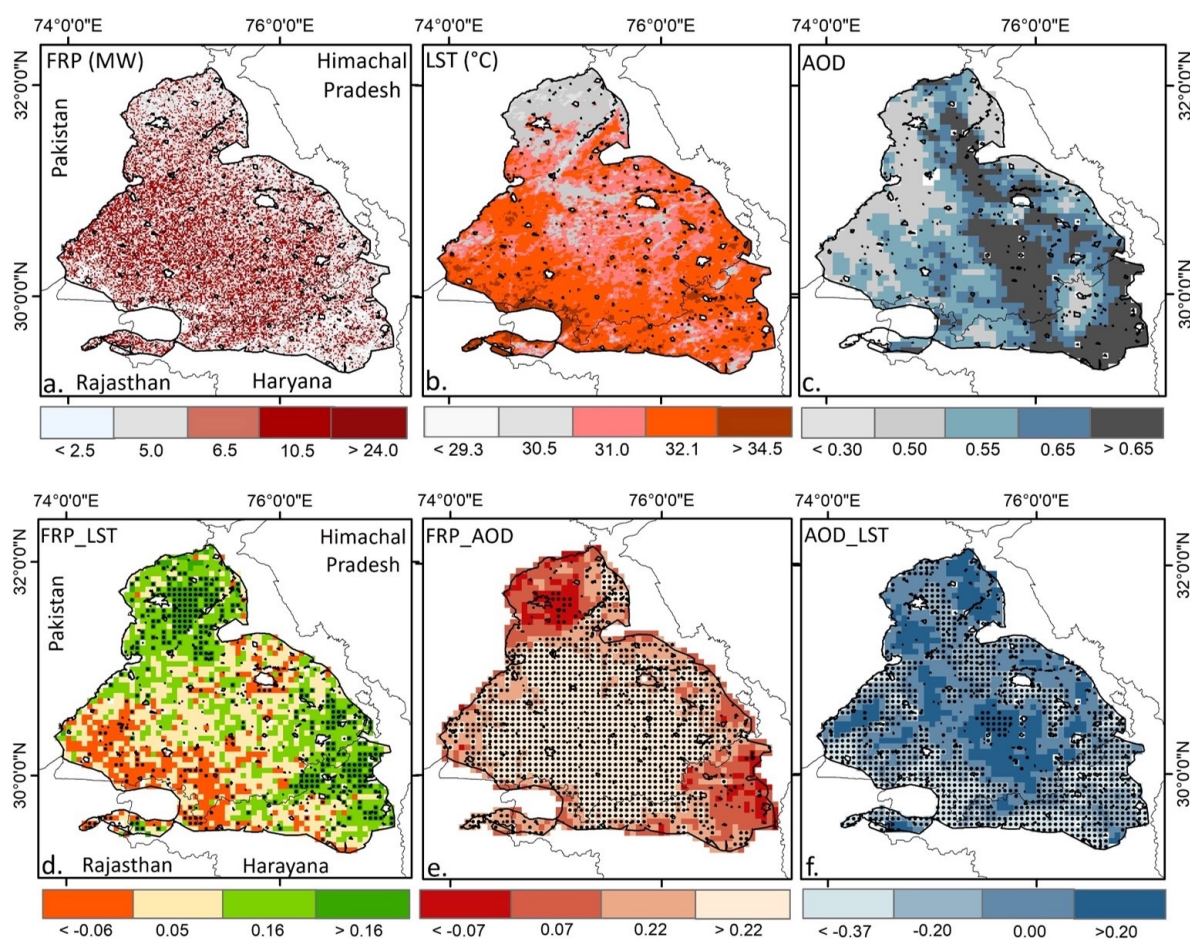 74°0'0"E 76°0'0"E 74°0'0"E 76°0'0"E 74°0'0"E 76°0'0"E
32°0'0"N
30°0'0"N
FRP (MW)
Himachal
Pradesh
Pakistan
a.
Rajasthan
Haryana
LST (°C)
b.
AOD
c.
32°0'0"N
30°0'0"N
< 2.5 5.0 6.5 10.5 > 24.0
< 29.3 30.5 31.0 32.1 > 34.5
< 0.30 0.50 0.55 0.65 > 0.65
74°0'0"E 76°0'0"E 74°0'0"E 76°0'0"E 74°0'0"E 76°0'0"E
32°0'0"N
30°0'0"N
FRP_LST
Himachal
Pradesh
Pakistan
d.
Rajasthan
Harayana
FRP_AOD
e.
AOD_LST
f.
32°0'0"N
30°0'0"N
< -0.06 0.05 0.16 > 0.16
< -0.07 0.07 0.22 > 0.22
< -0.37 -0.20 0.00 >0.20